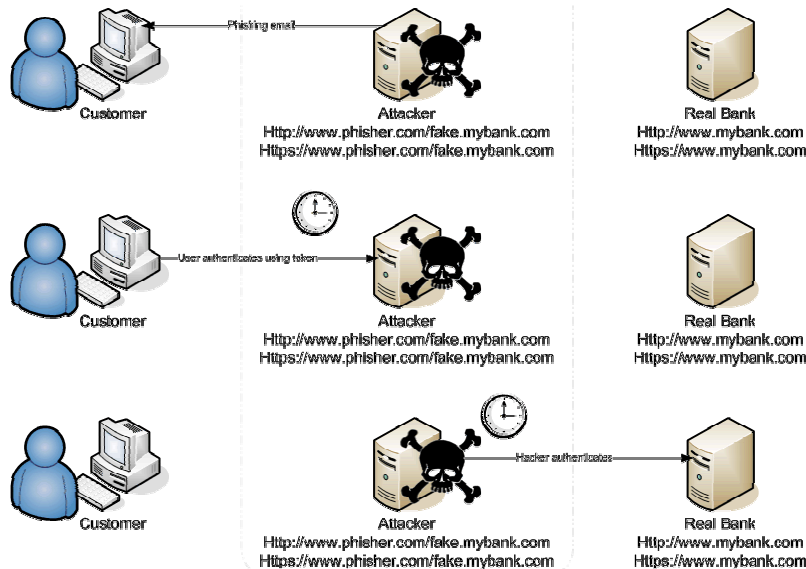 Phishing email
Customer
Attacker
Http://www.phisher.com/fake.mybank.com
Https://www.phisher.com/fake.mybank.com
Real Bank
Http://www.mybank.com
Https://www.mybank.com
User authenticates using token
Customer
Attacker
Http://www.phisher.com/fake.mybank.com
Https://www.phisher.com/fake.mybank.com
Real Bank
Http://www.mybank.com
Https://www.mybank.com
Hacker authenticates
Customer
Attacker
Http://www.phisher.com/fake.mybank.com
Https://www.phisher.com/fake.mybank.com
Real Bank
Http://www.mybank.com
Https://www.mybank.com